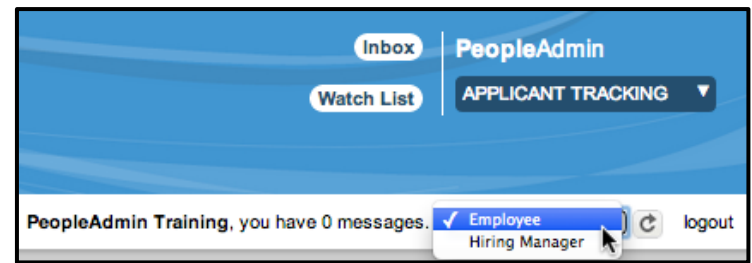 Inbox
PeopleAdmin
Watch List
APPLICANT TRACKING
PeopleAdmin Training, you have 0 messages.
✓ Employee
Hiring Manager
logout